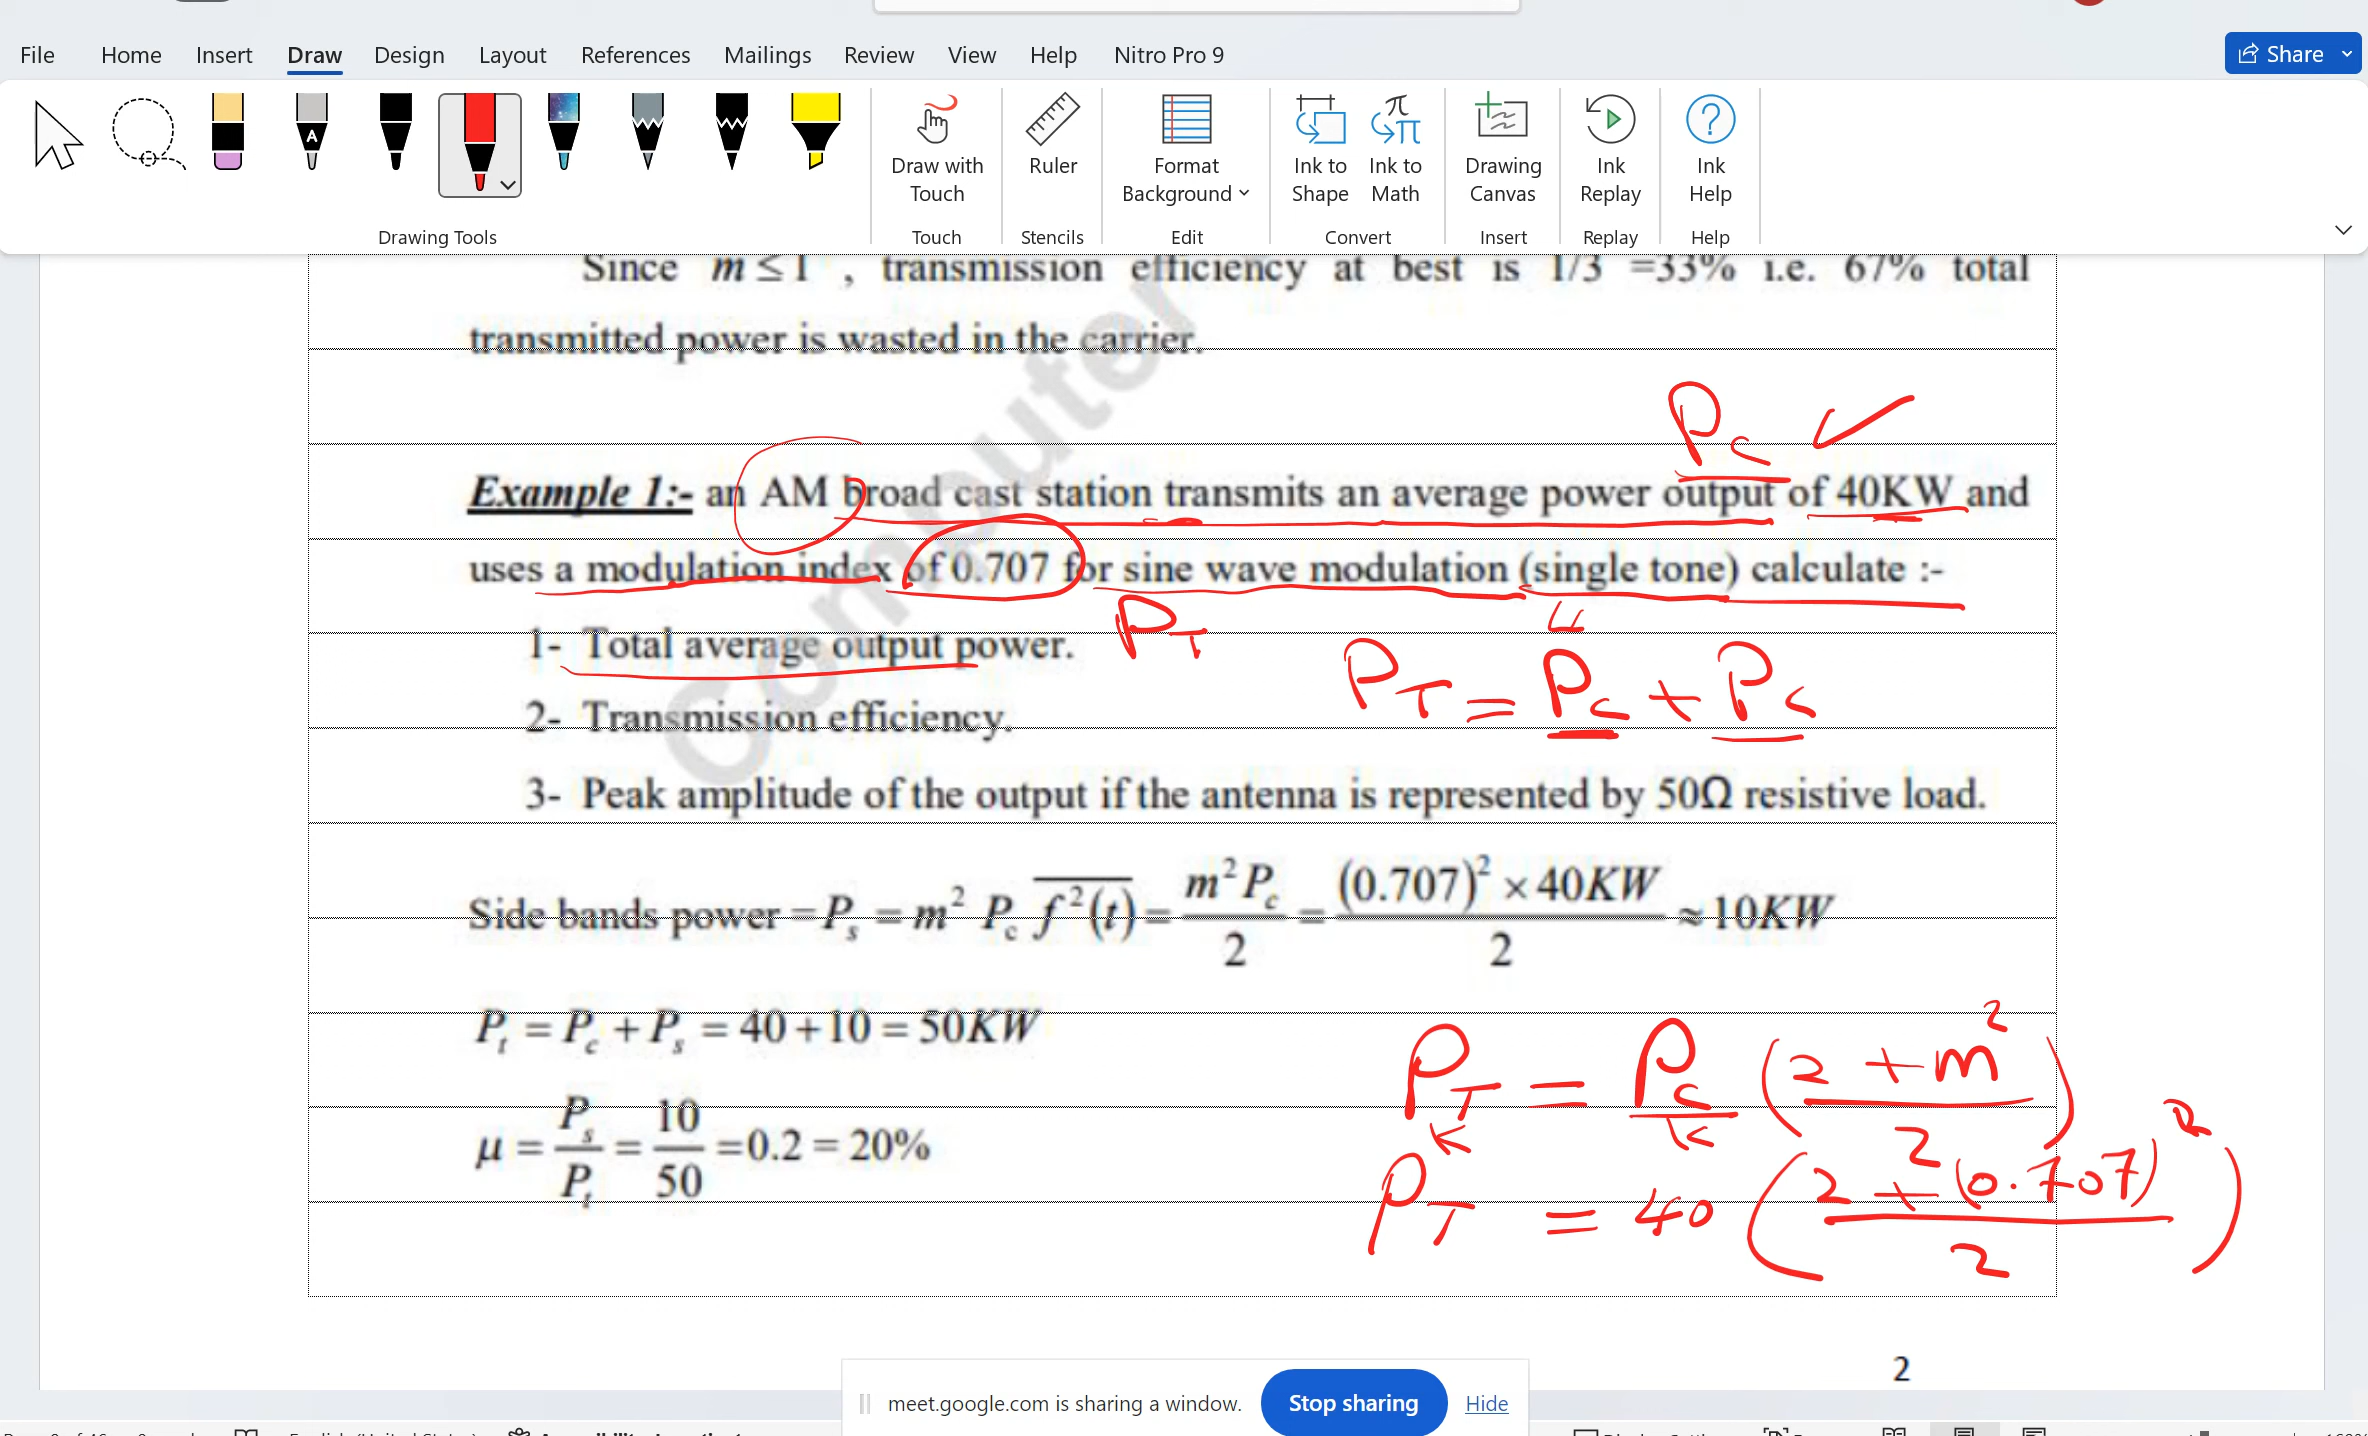 File Home Insert Draw Design Layout References Mailings Review View Help Nitro Pro 9 Share
A
Draw with Touch Ruler Format Background Ink to Shape Ink to Math Drawing Canvas Ink Replay Ink Help
Drawing Tools Touch Stencils Edit Convert Insert Replay Help
Since m ≤ 1 , transmission efficiency at best is 1/3 =33% i.e. 67% total
transmitted power is wasted in the carrier.
Computer
Pc ✓
Example 1:- an AM broad cast station transmits an average power output of 40KW and
uses a modulation index of 0.707 for sine wave modulation (single tone) calculate :-
1- Total average output power. PT
PT = Pc + Ps
2- Transmission efficiency.
3- Peak amplitude of the output if the antenna is represented by 50Ω resistive load.
Side bands power = Ps = m² Pc f²(t) = m² Pc / 2 = (0.707)² × 40KW / 2 ≈ 10KW
Pt = Pc + Ps = 40 + 10 = 50KW
PT = Pc (2 + m² / 2)
μ = Ps / Pt = 10 / 50 = 0.2 = 20%
PT = 40 (2 + (0.707)² / 2)
2
meet.google.com is sharing a window. Stop sharing Hide